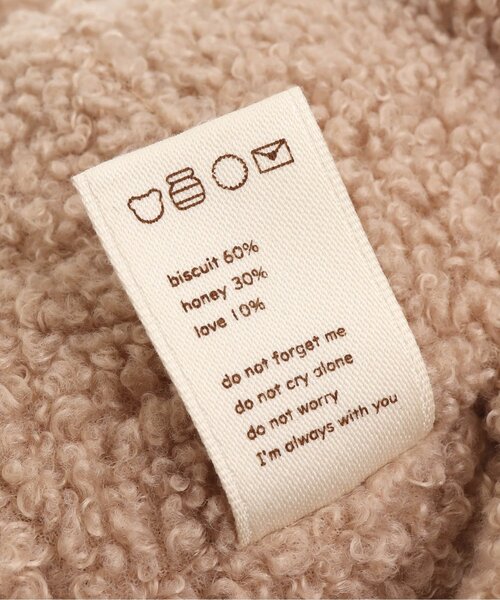 biscuit 60%
honey 30%
love 10%
do not forget me
do not cry alone
do not worry
I'm always with you